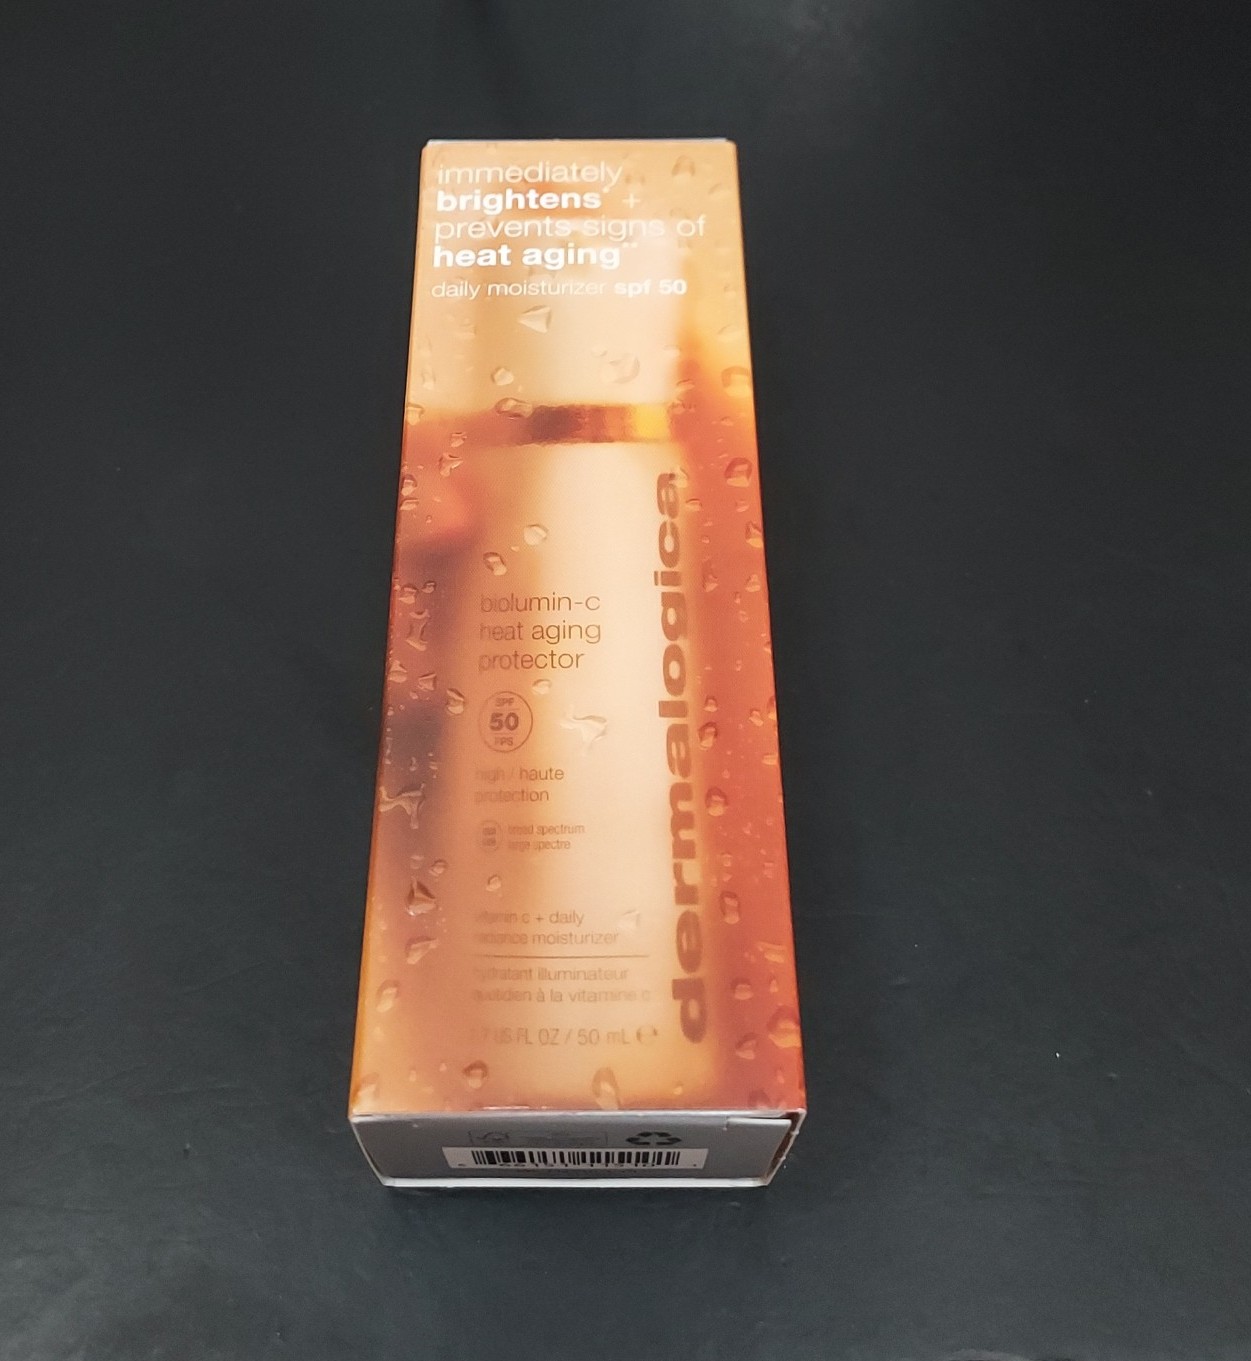 immediately
brightens* +
prevents signs of
heat aging**
daily moisturizer spf 50
dermalogica
biolumin-c
heat aging
protector
SPF
50
FPS
high / haute
protection
broad spectrum
large spectre
vitamin c + daily
radiance moisturizer
hydratant illuminateur
quotidien à la vitamine c
1.7 US FL OZ / 50 mL ℮